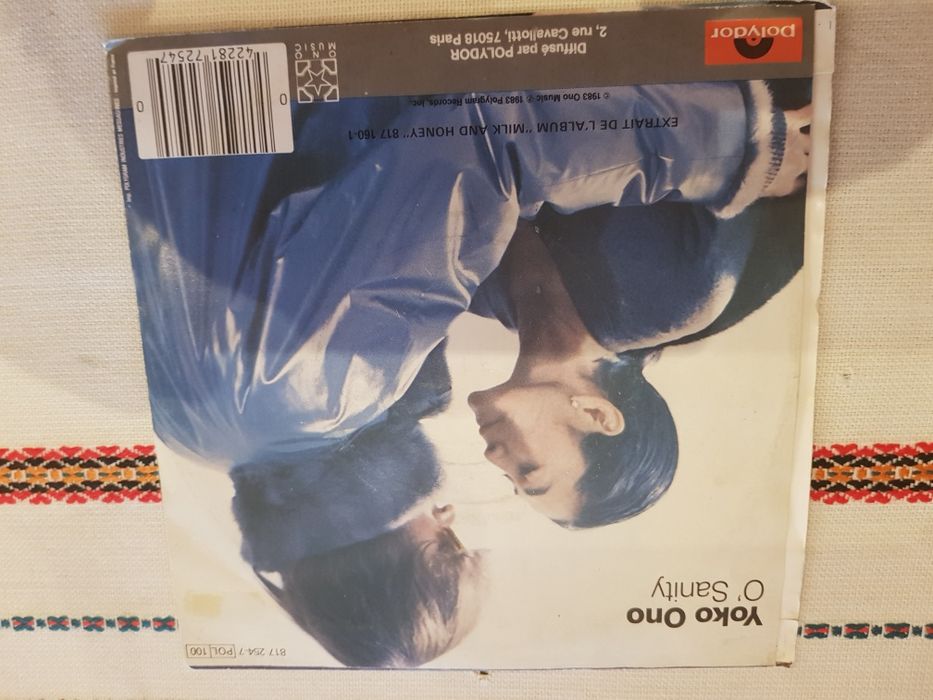 817 254-7 POL 100
Yoko Ono
O' Sanity
EXTRAIT DE L'ALBUM "MILK AND HONEY" 817 160-1
© 1983 Ono Music ℗ 1983 Polygram Records, Inc.
polydor
Diffusé par POLYDOR
2, rue Cavallotti, 75018 Paris
ONO
MUSIC
0
42281 72547
0